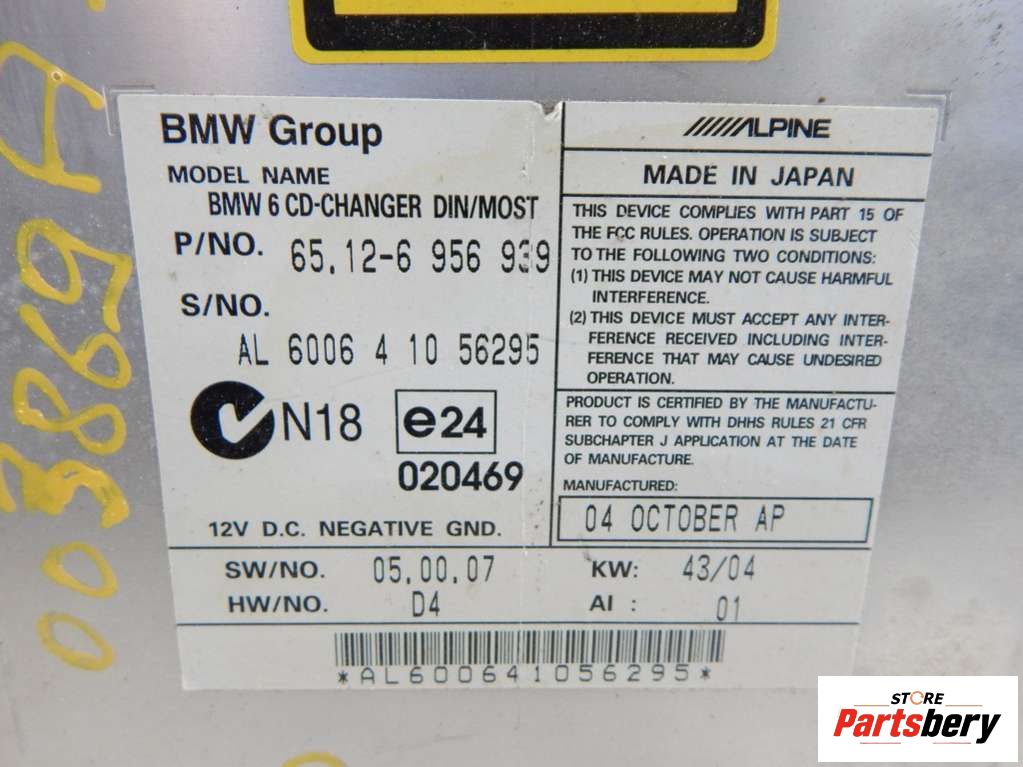 BMW Group
MODEL NAME
BMW 6 CD-CHANGER DIN/MOST
P/NO. 65.12-6 956 939
S/NO.
AL 6006 4 10 56295
N18
e24
020469
12V D.C. NEGATIVE GND.
ALPINE
MADE IN JAPAN
THIS DEVICE COMPLIES WITH PART 15 OF
THE FCC RULES. OPERATION IS SUBJECT
TO THE FOLLOWING TWO CONDITIONS:
(1) THIS DEVICE MAY NOT CAUSE HARMFUL
INTERFERENCE.
(2) THIS DEVICE MUST ACCEPT ANY INTER-
FERENCE RECEIVED INCLUDING INTER-
FERENCE THAT MAY CAUSE UNDESIRED
OPERATION.
PRODUCT IS CERTIFIED BY THE MANUFACTU-
RER TO COMPLY WITH DHHS RULES 21 CFR
SUBCHAPTER J APPLICATION AT THE DATE
OF MANUFACTURE.
MANUFACTURED:
04 OCTOBER AP
SW/NO. 05.00.07 KW: 43/04
HW/NO. D4 AI : 01
*AL600641056295*
003869A
STORE
Partsbery